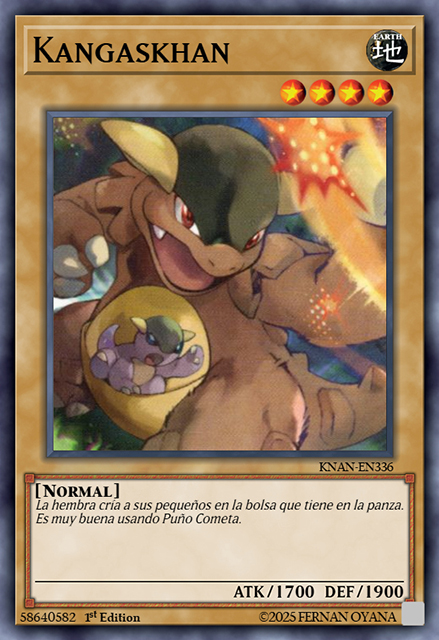 KANGASKHAN
EARTH
地
KNAN-EN336
[NORMAL]
La hembra cría a sus pequeños en la bolsa que tiene en la panza.
Es muy buena usando Puño Cometa.
ATK/1700 DEF/1900
58640582 1st Edition ©2025 FERNAN OYANA